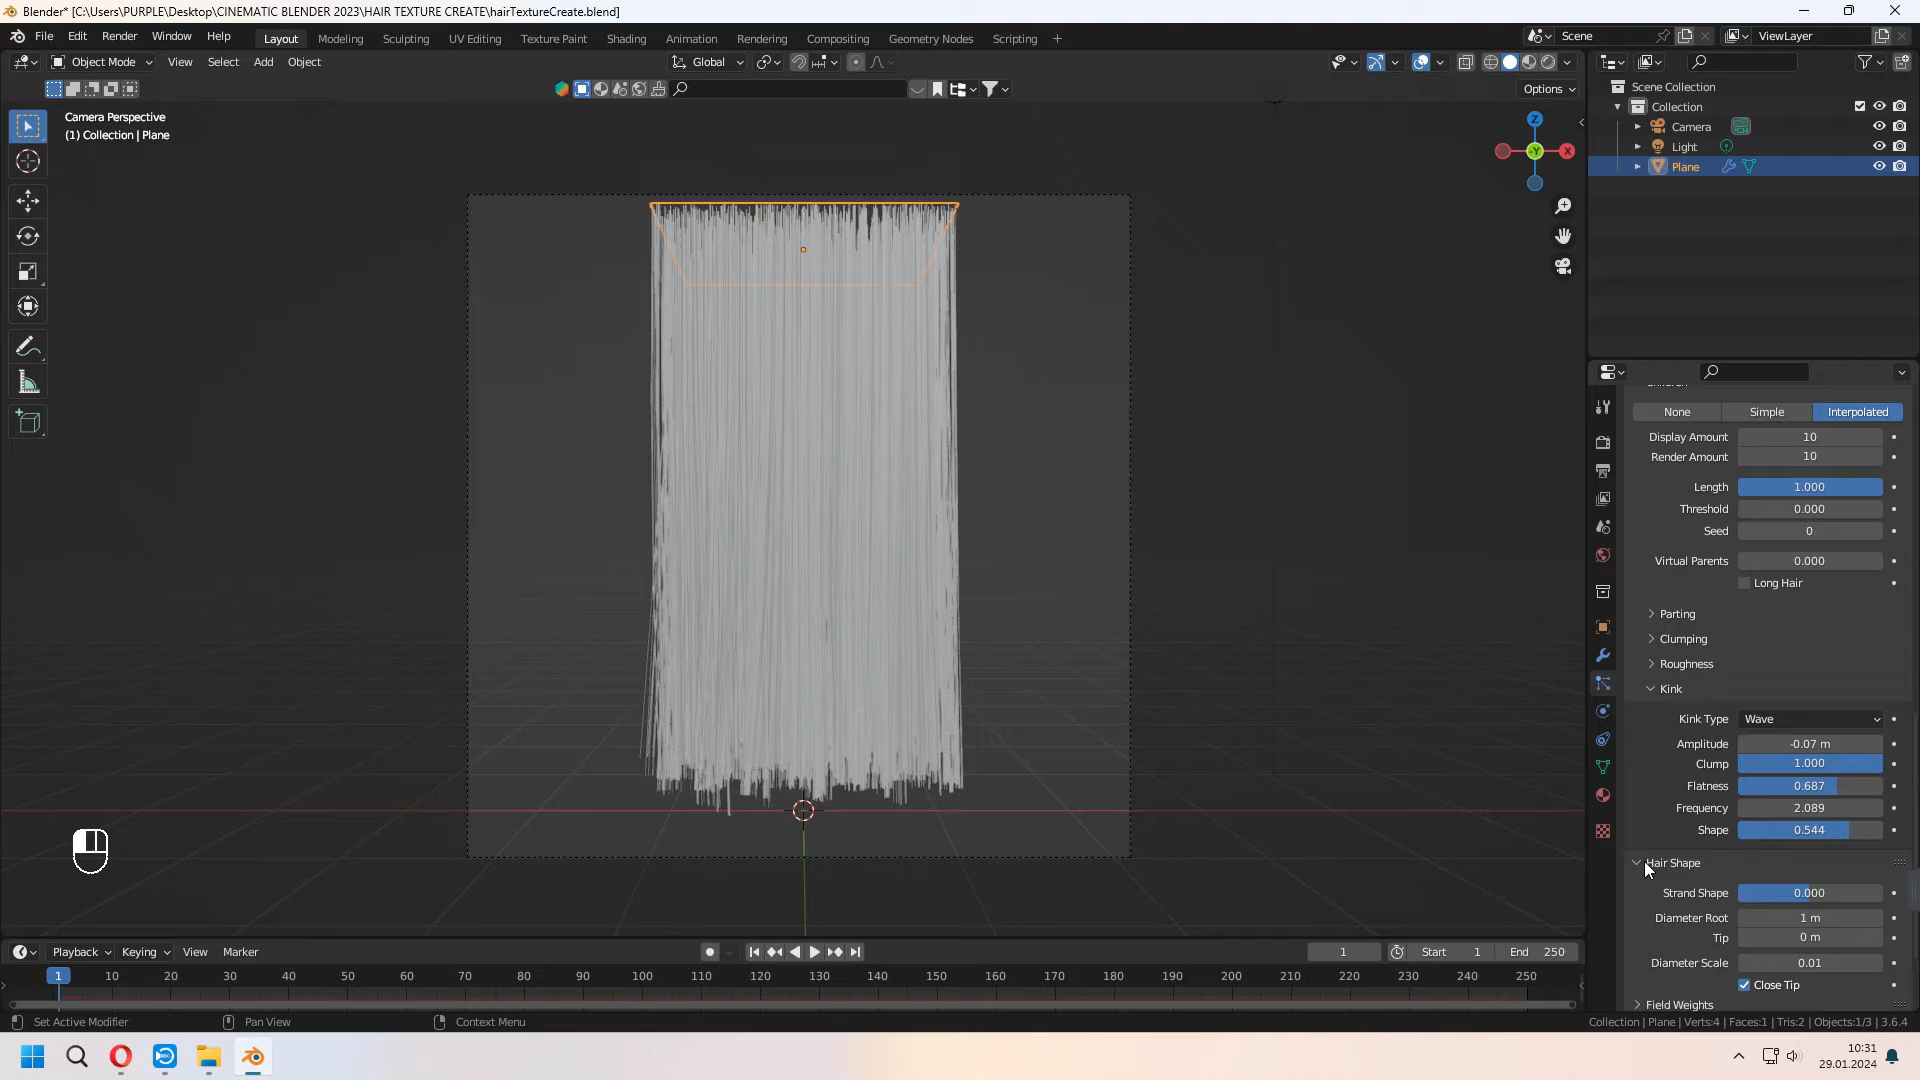 Blender* [C:\Users\PURPLE\Desktop\CINEMATIC BLENDER 2023\HAIR TEXTURE CREATE\hairTextureCreate.blend]
File Edit Render Window Help Layout Modeling Sculpting UV Editing Texture Paint Shading Animation Rendering Compositing Geometry Nodes Scripting + Scene ViewLayer
Object Mode View Select Add Object Global
Options
Camera Perspective
(1) Collection | Plane
Z
-Y
X
Scene Collection
Collection
Camera
Light
Plane
None Simple Interpolated
Display Amount 10
Render Amount 10
Length 1.000
Threshold 0.000
Seed 0
Virtual Parents 0.000
Long Hair
Parting
Clumping
Roughness
Kink
Kink Type Wave
Amplitude -0.07 m
Clump 1.000
Flatness 0.687
Frequency 2.089
Shape 0.544
Hair Shape
Strand Shape 0.000
Diameter Root 1 m
Tip 0 m
Diameter Scale 0.01
Close Tip
Field Weights
Playback Keying View Marker 1 Start 1 End 250
1 10 20 30 40 50 60 70 80 90 100 110 120 130 140 150 160 170 180 190 200 210 220 230 240 250
Set Active Modifier Pan View Context Menu Collection | Plane | Verts:4 | Faces:1 | Tris:2 | Objects:1/3 | 3.6.4
10:31
29.01.2024